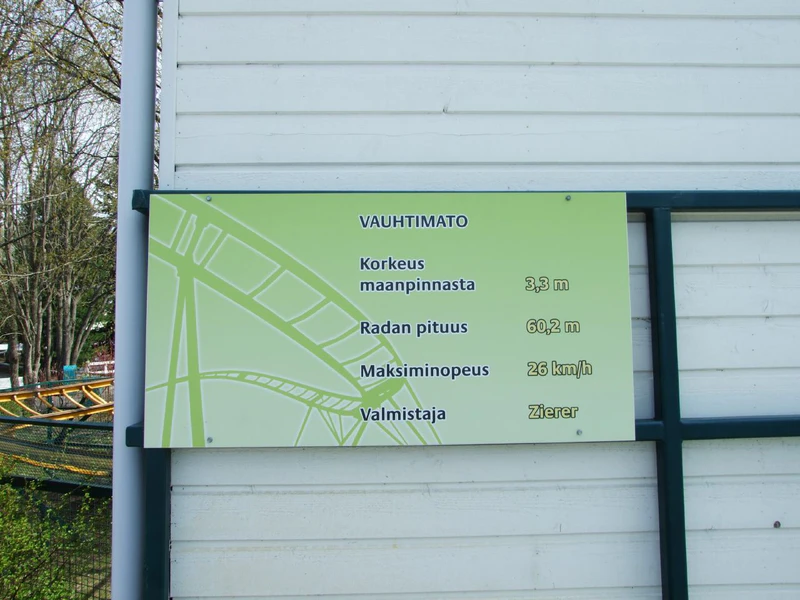 VAUHTIMATO
Korkeus
maanpinnasta 3,3 m
Radan pituus 60,2 m
Maksiminopeus 26 km/h
Valmistaja Zierer